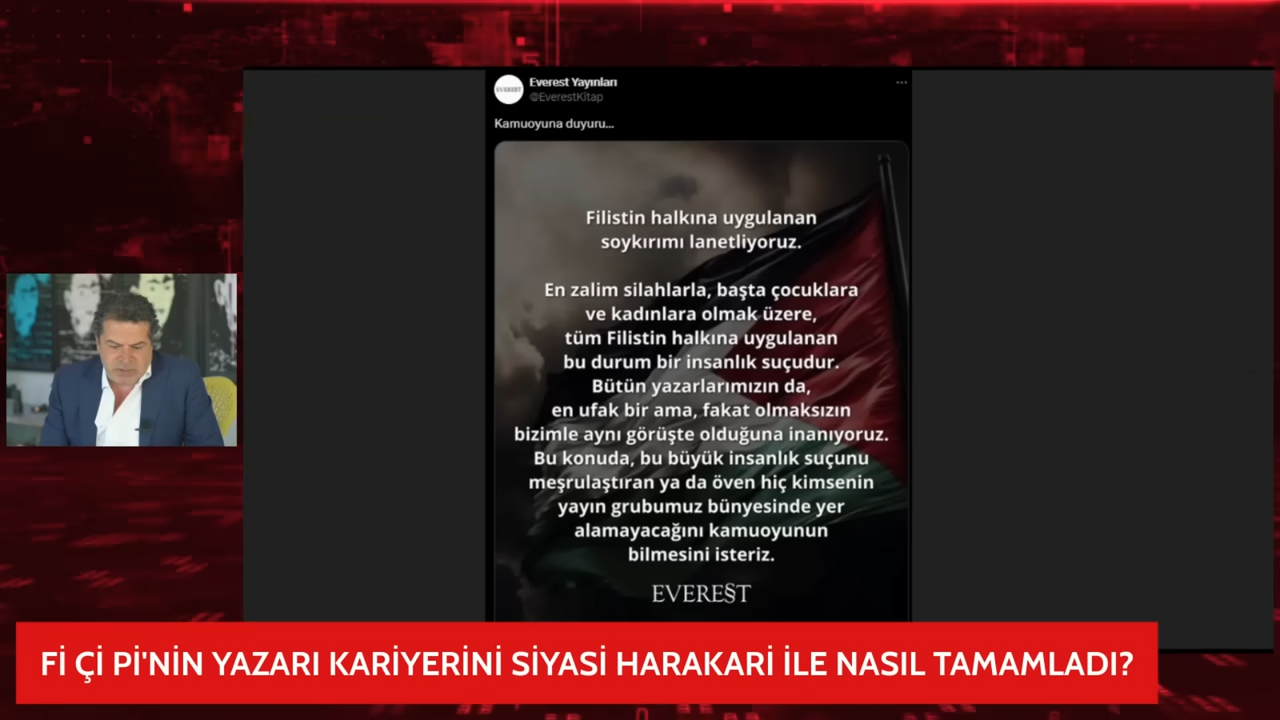 Everest Yayınları
@EverestKitap
Kamuoyuna duyuru...
EVEREST
Filistin halkına uygulanan
soykırımı lanetliyoruz.
En zalim silahlarla, başta çocuklara
ve kadınlara olmak üzere,
tüm Filistin halkına uygulanan
bu durum bir insanlık suçudur.
Bütün yazarlarımızın da,
en ufak bir ama, fakat olmaksızın
bizimle aynı görüşte olduğuna inanıyoruz.
Bu konuda, bu büyük insanlık suçunu
meşrulaştıran ya da öven hiç kimsenin
yayın grubumuz bünyesinde yer
alamayacağını kamuoyunun
bilmesini isteriz.
EVEREST
Fİ Çİ Pİ'NİN YAZARI KARİYERİNİ SİYASİ HARAKARİ İLE NASIL TAMAMLADI?